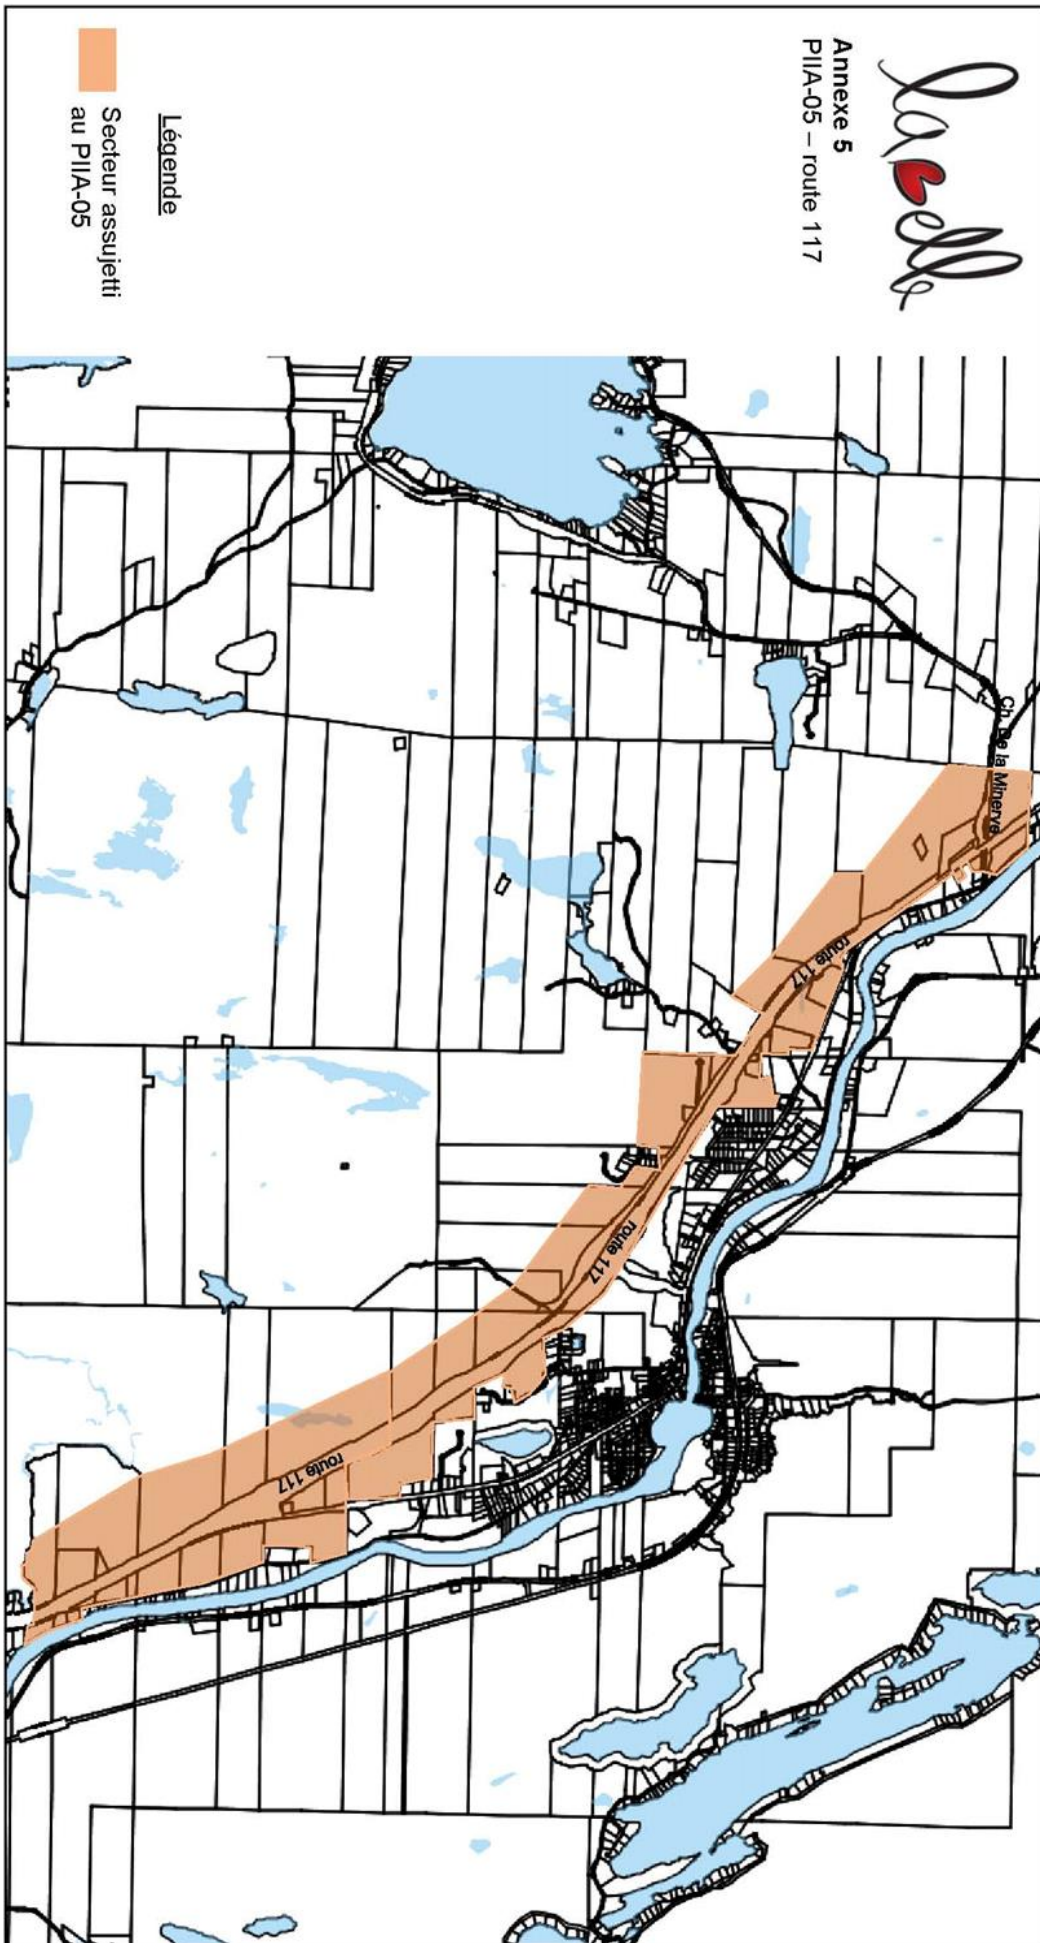 Labelle
Annexe 5
PIIA-05 – route 117
Légende
Secteur assujetti
au PIIA-05
Ch. De la Minerve
route 117
route 117
route 117